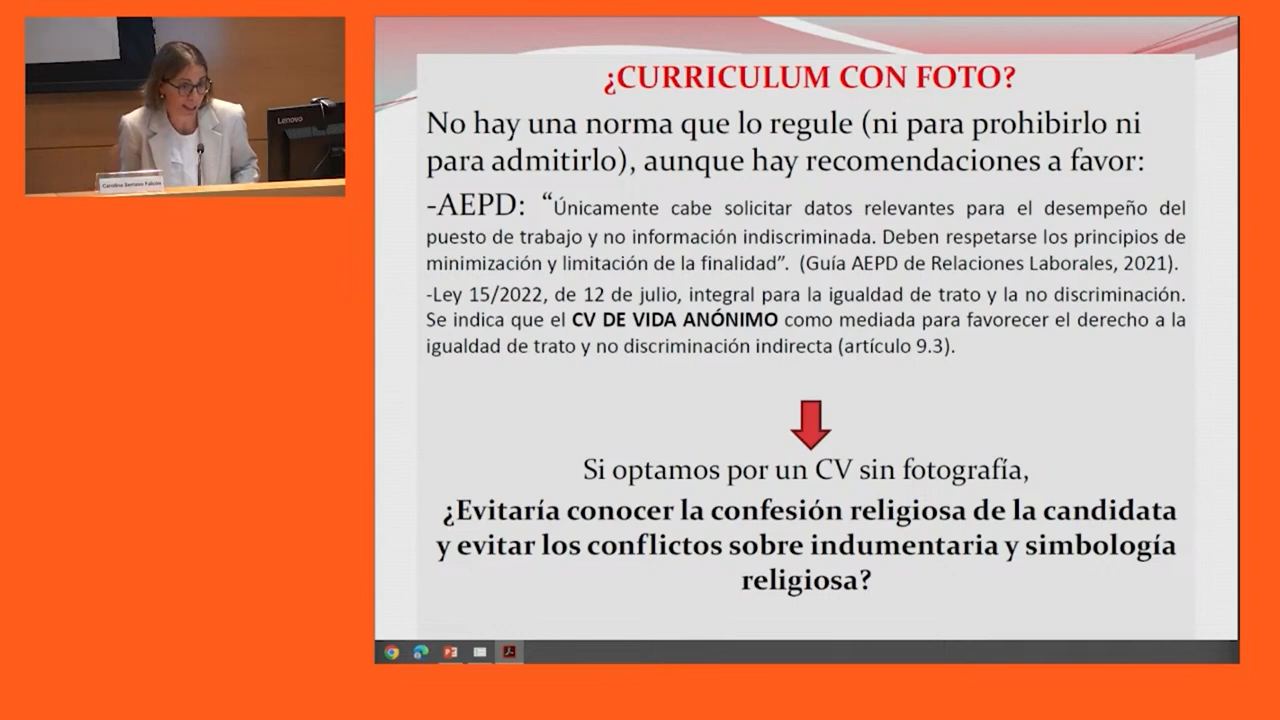 Lenovo
Carolina Serrano Falcón
¿CURRICULUM CON FOTO?
No hay una norma que lo regule (ni para prohibirlo ni
para admitirlo), aunque hay recomendaciones a favor:
-AEPD: “Únicamente cabe solicitar datos relevantes para el desempeño del
puesto de trabajo y no información indiscriminada. Deben respetarse los principios de
minimización y limitación de la finalidad”. (Guía AEPD de Relaciones Laborales, 2021).
-Ley 15/2022, de 12 de julio, integral para la igualdad de trato y la no discriminación.
Se indica que el CV DE VIDA ANÓNIMO como mediada para favorecer el derecho a la
igualdad de trato y no discriminación indirecta (artículo 9.3).
Si optamos por un CV sin fotografía,
¿Evitaría conocer la confesión religiosa de la candidata
y evitar los conflictos sobre indumentaria y simbología
religiosa?